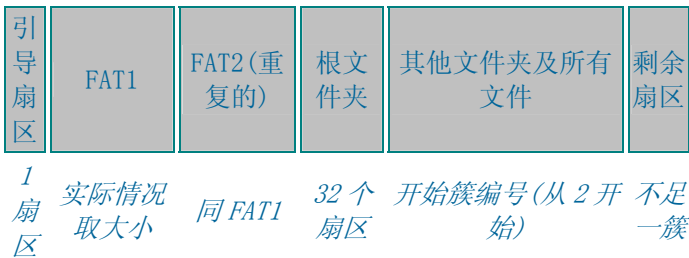 引
导
扇
区
FAT1
FAT2(重
复的)
根文
件夹
其他文件夹及所有
文件
剩余
扇区
1
扇
区
实际情况
取大小
同 FAT1
32 个
扇区
开始簇编号(从 2 开
始)
不足
一簇